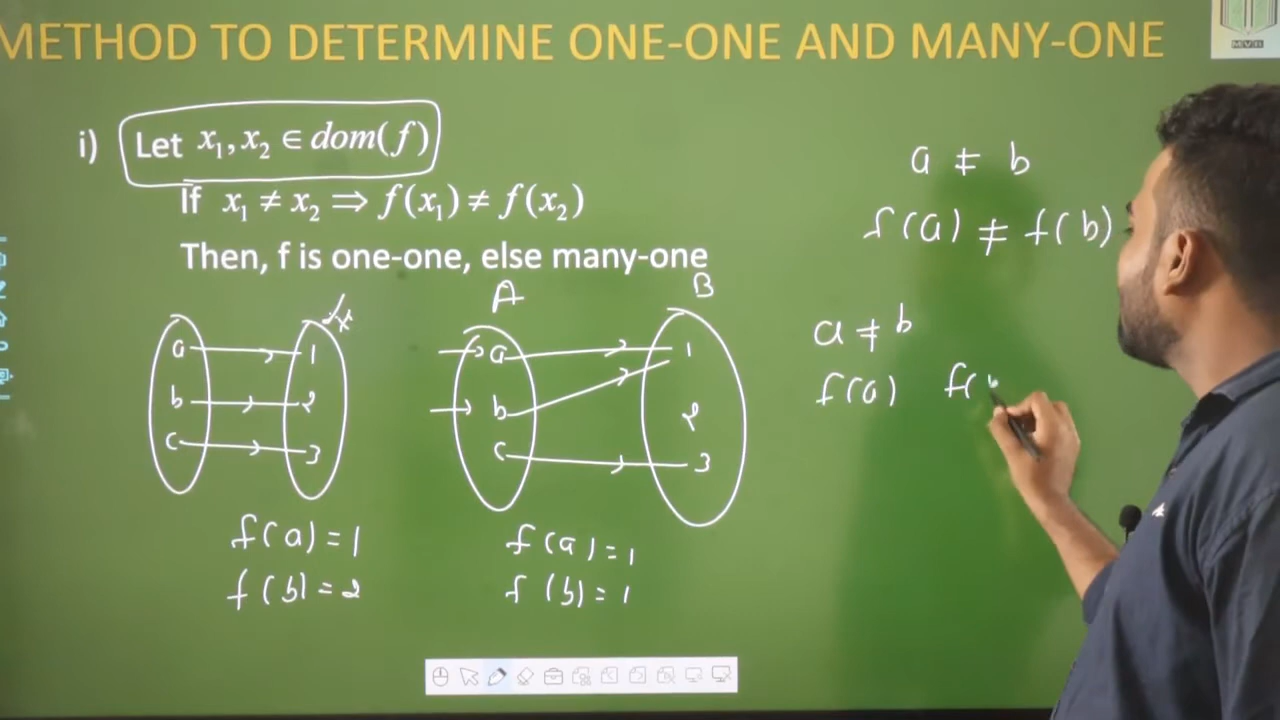 METHOD TO DETERMINE ONE-ONE AND MANY-ONE
M.V.B
i) Let x₁, x₂ ∈ dom(f)
If x₁ ≠ x₂ ⇒ f(x₁) ≠ f(x₂)
Then, f is one-one, else many-one
a ≠ b
f(a) ≠ f(b)
A B
a 1
b 2
c 3
a 1
b 2
c 3
f(a) = 1
f(b) = 2
f(a) = 1
f(b) = 1
a ≠ b
f(a) f(